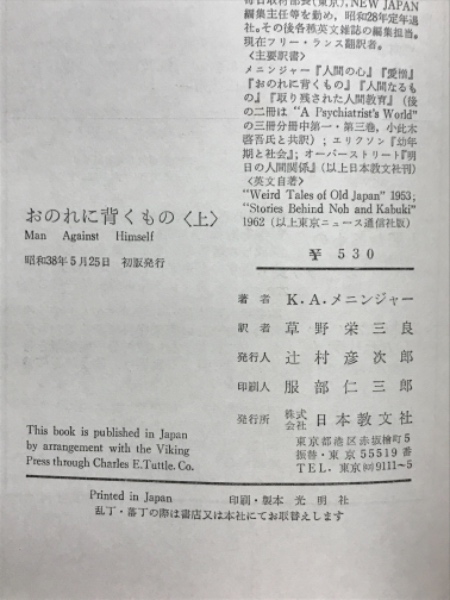 毎日取材部長(東京), NEW JAPAN
編集主任等を勤め, 昭和28年定年退
社。その後各種英文雑誌の編集担当。
現在フリー・ランス翻訳者。
〈主要訳書〉
メニンジャー『人間の心』『愛憎』
『おのれに背くもの』『人間なるも
の』『取り残された人間教育』(後
の二冊は "A Psychiatrist's World"
の三冊分冊中第一・第三巻, 小此木
啓吾氏と共訳); エリクソン『幼年
期と社会』; オーバーストリート『明
日の人間関係』(以上日本教文社刊)
〈英文自著〉
"Weird Tales of Old Japan" 1953;
"Stories Behind Noh and Kabuki"
1962 (以上東京ニュース通信社版)
おのれに背くもの〈上〉
Man Against Himself
昭和38年5月25日 初版発行
¥ 530
著者 K.A.メニンジャー
訳者 草野栄三良
発行人 辻村彦次郎
印刷人 服部仁三郎
発行所 株式会社 日本教文社
東京都港区赤坂檜町5
振替・東京 55519 番
TEL. 東京㈹9111~5
This book is published in Japan
by arrangement with the Viking
Press through Charles E. Tuttle. Co.
Printed in Japan 印刷・製本 光明社
乱丁・落丁の際は書店又は本社にてお取替えします